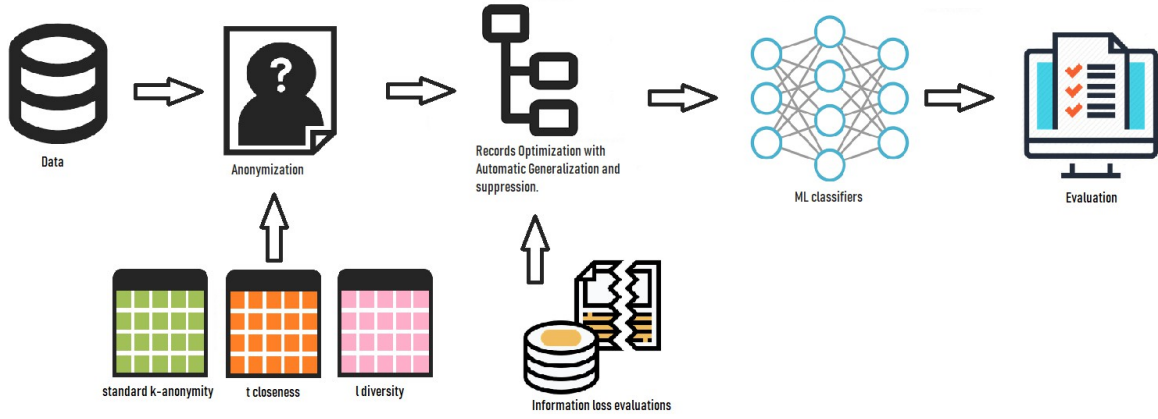 Data
?
Anonymization
Records Optimization with
Automatic Generalization and
suppression.
ML classifiers
Evaluation
standard k-anonymity
t closeness
l diversity
Information loss evaluations